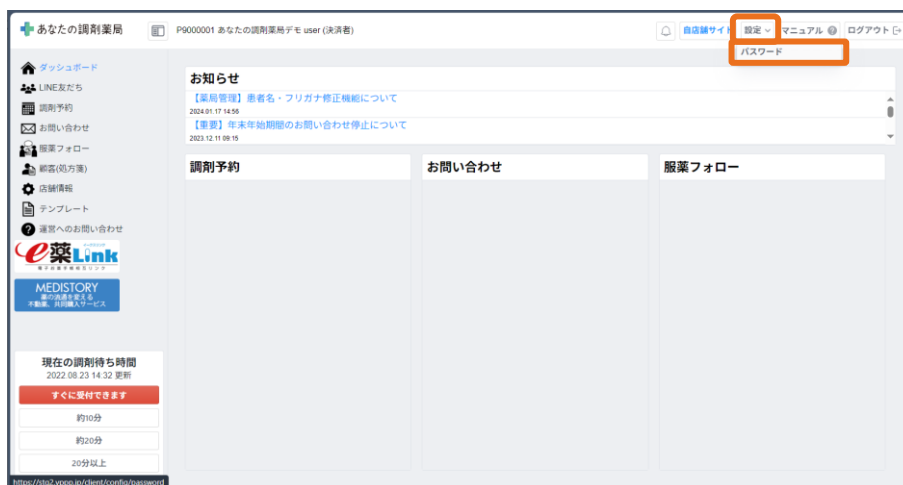 あなたの調剤薬局
P9000001 あなたの調剤薬局デモ user (決済者)
自店舗サイト
設定
マニュアル
ログアウト
パスワード
ダッシュボード
LINE友だち
調剤予約
お問い合わせ
服薬フォロー
顧客(処方箋)
店舗情報
テンプレート
運営へのお問い合わせ
e薬Link
MEDISTORY
薬の流通を変える
不動産、共同購入サービス
現在の調剤待ち時間
2022.08.23 14:32 更新
すぐに受付できます
約10分
約20分
20分以上
https://stg2.yppp.jp/client/config/password
お知らせ
【薬局管理】患者名・フリガナ修正機能について
2024.01.17 14:56
【重要】年末年始期間のお問い合わせ停止について
2023.12.11 09:15
調剤予約
お問い合わせ
服薬フォロー